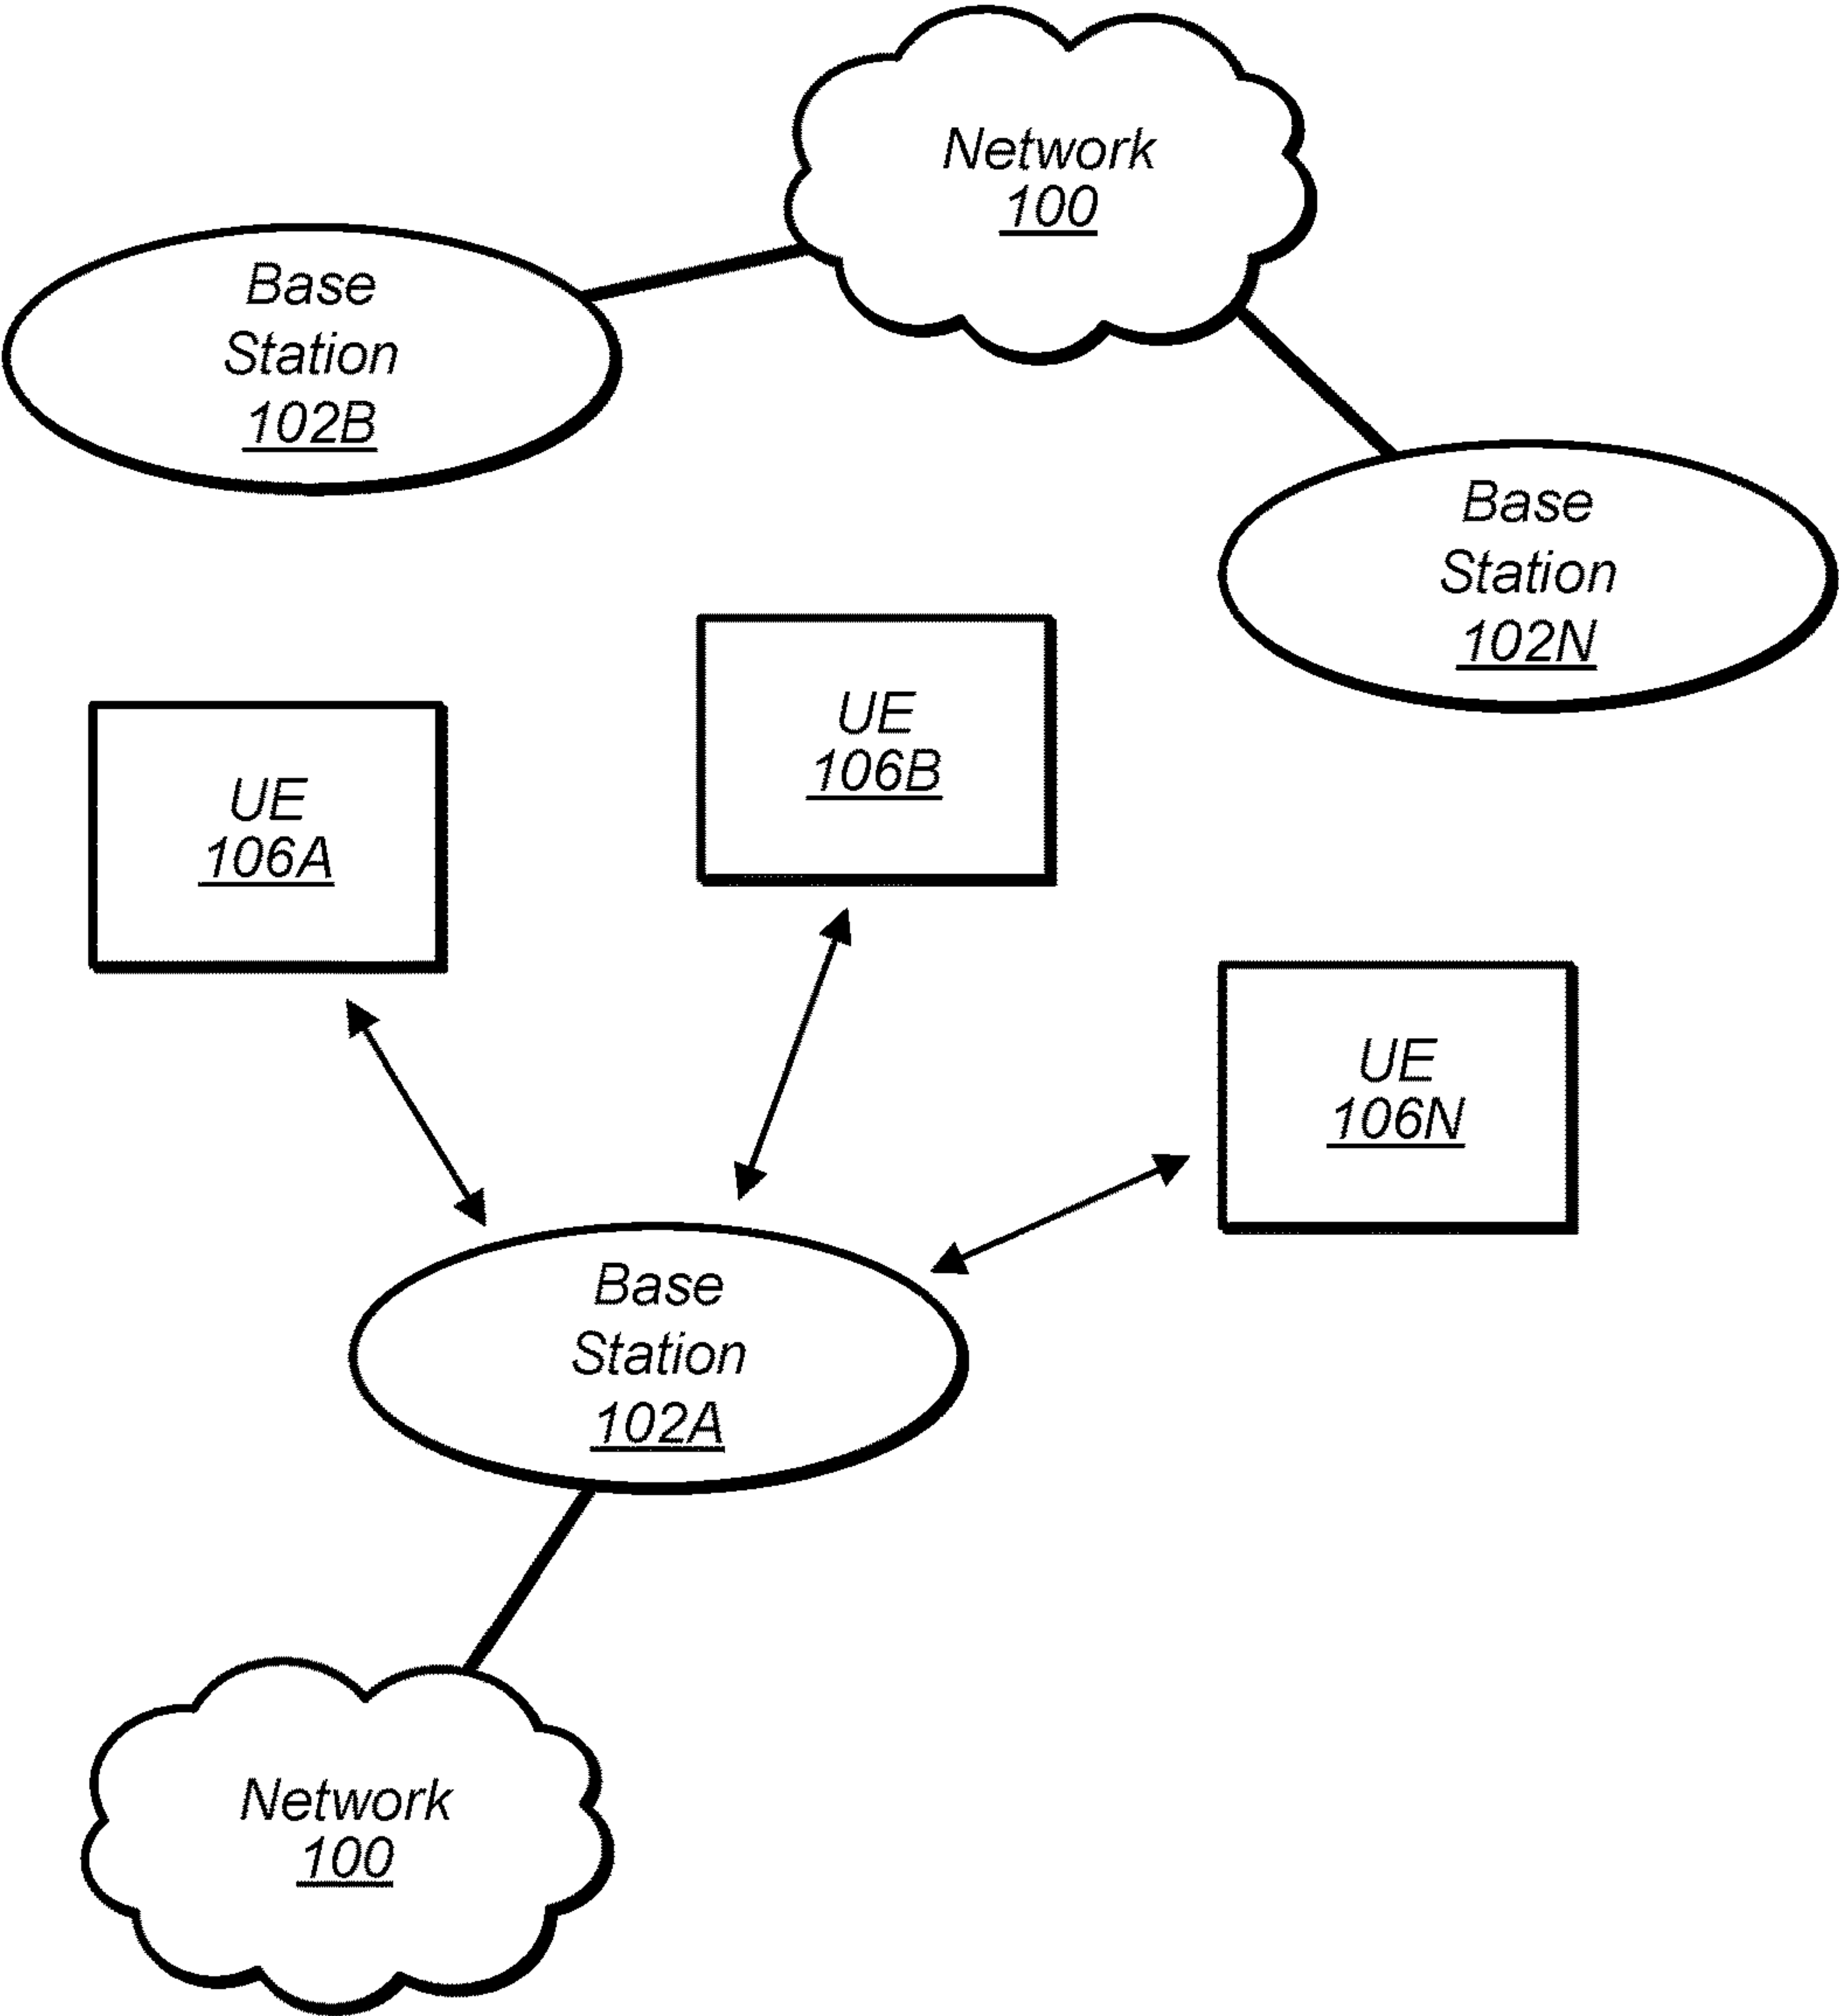 Network
100
Base
Station
102B
Base
Station
102N
UE
106B
UE
106A
UE
106N
Base
Station
102A
Network
100